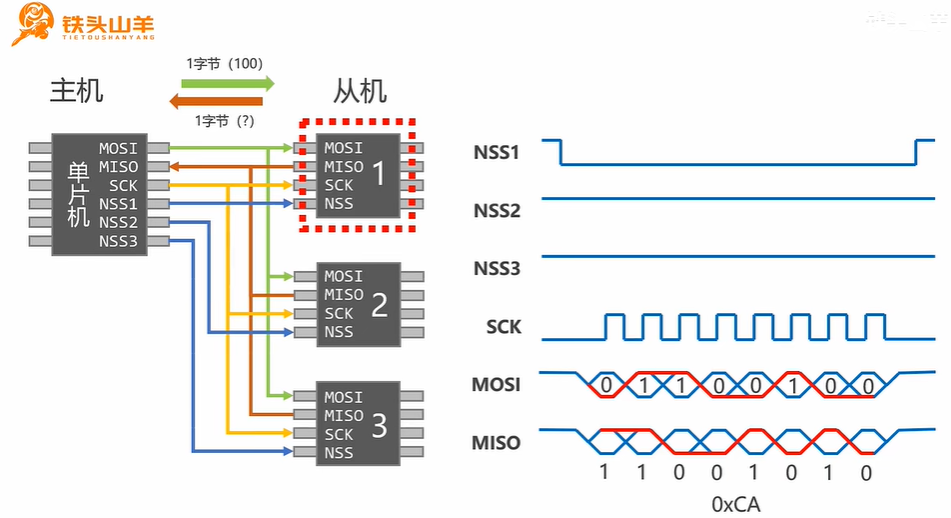 铁头山羊
TIETOUSHANYANG
1字节（100）
主机
从机
1字节（?）
单片机
MOSI
MISO
SCK
NSS1
NSS2
NSS3
MOSI
MISO
SCK
NSS
1
MOSI
MISO
SCK
NSS
2
MOSI
MISO
SCK
NSS
3
NSS1
NSS2
NSS3
SCK
MOSI
0 1 1 0 0 1 0 0
MISO
1 1 0 0 1 0 1 0
0xCA